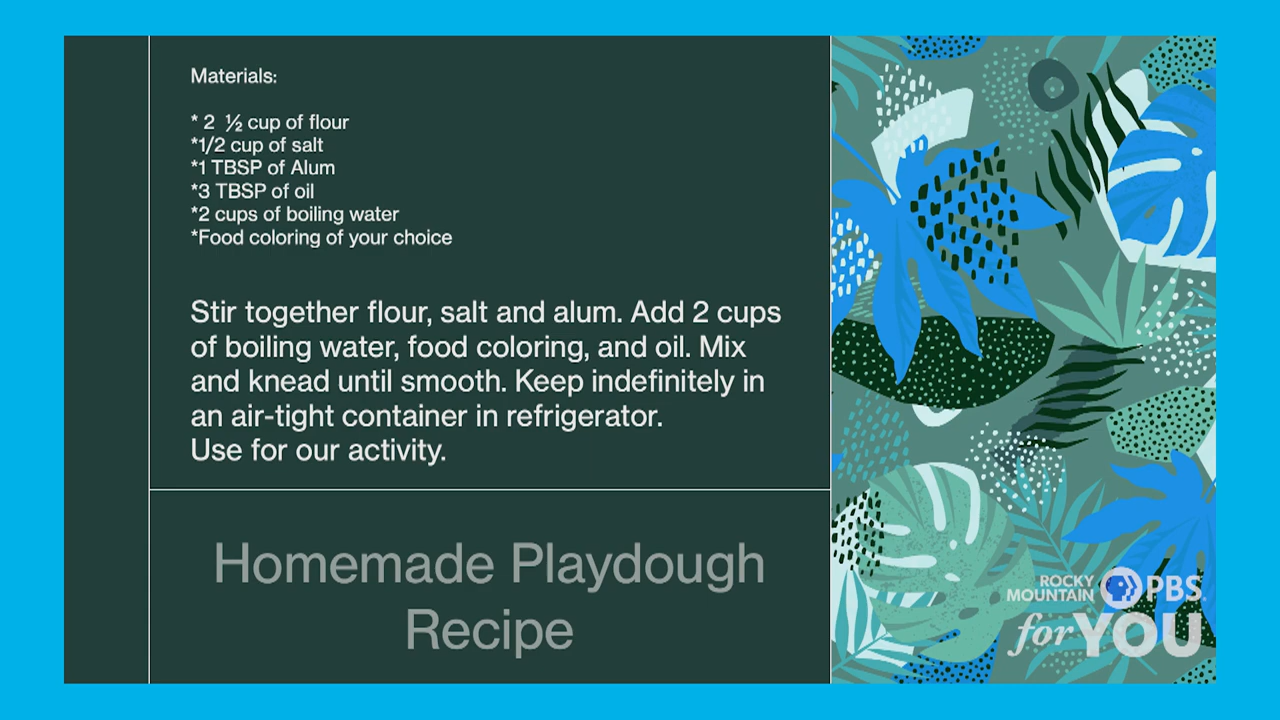 Materials:
* 2 ½ cup of flour
*1/2 cup of salt
*1 TBSP of Alum
*3 TBSP of oil
*2 cups of boiling water
*Food coloring of your choice
Stir together flour, salt and alum. Add 2 cups
of boiling water, food coloring, and oil. Mix
and knead until smooth. Keep indefinitely in
an air-tight container in refrigerator.
Use for our activity.
Homemade Playdough
Recipe
ROCKY
MOUNTAIN PBS
for YOU